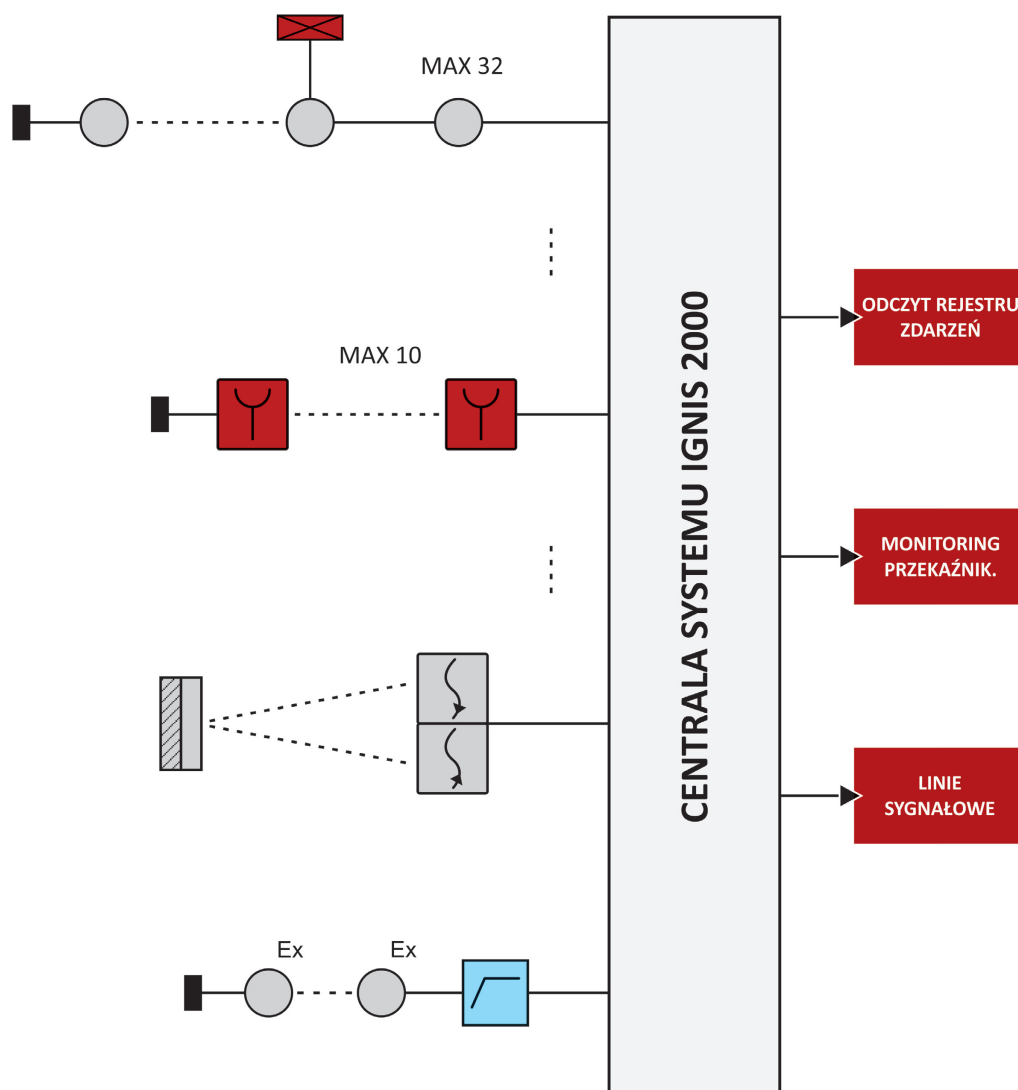 MAX 32
MAX 10
Ex
Ex
CENTRALA SYSTEMU IGNIS 2000
ODCZYT REJESTRU
ZDARZEŃ
MONITORING
PRZEKAŹNIK.
LINIE
SYGNAŁOWE